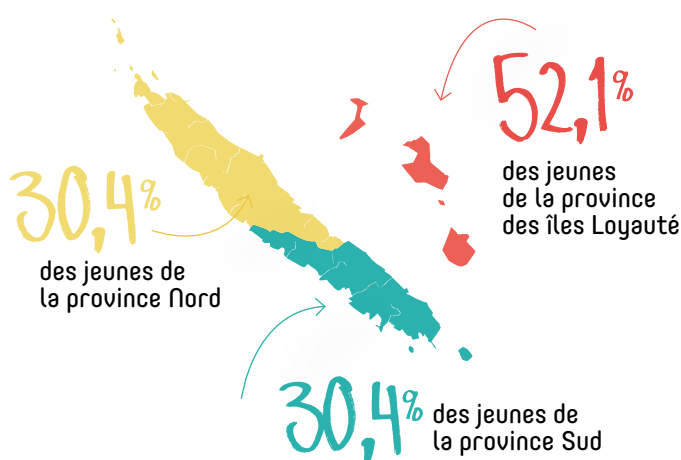 52,1%
des jeunes
de la province
des îles Loyauté
30,4%
des jeunes de
la province Nord
30,4%
des jeunes de
la province Sud